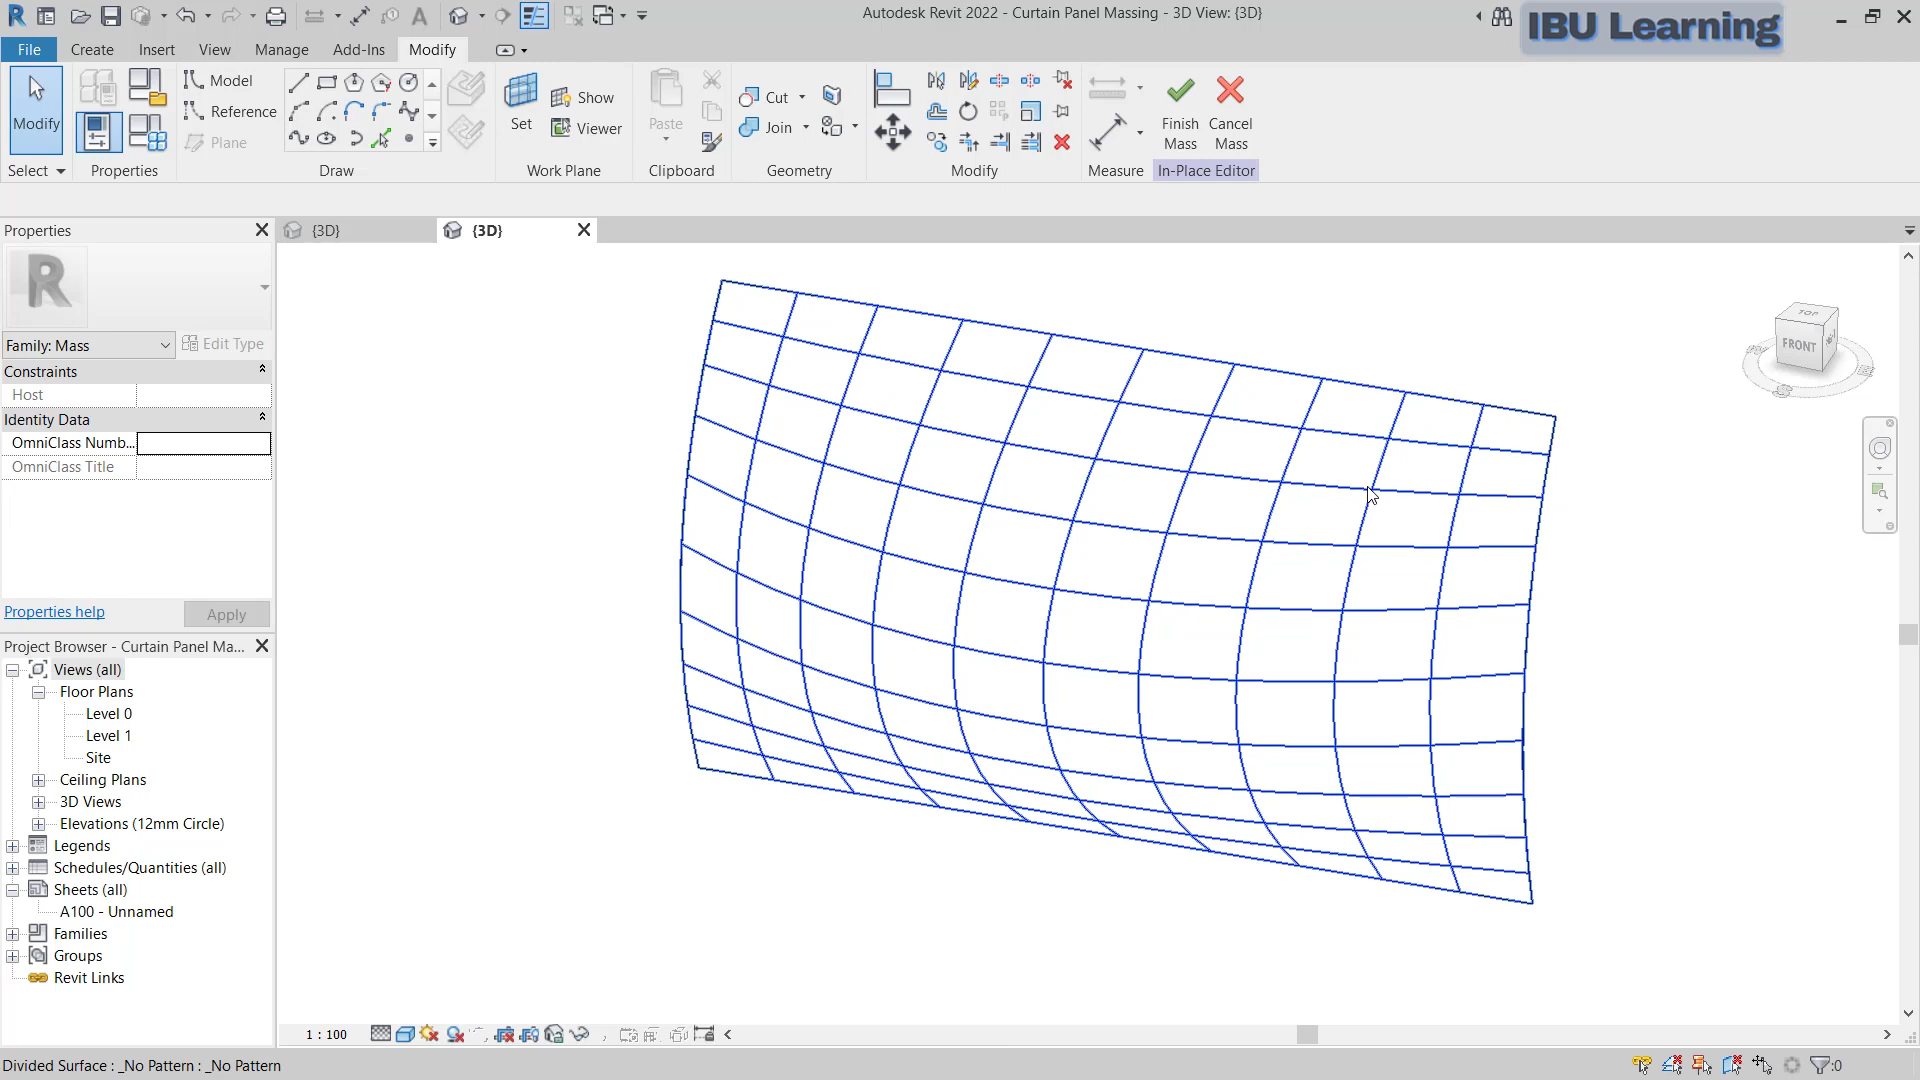 Autodesk Revit 2022 - Curtain Panel Massing - 3D View: {3D}
IBU Learning
File
Create
Insert
View
Manage
Add-Ins
Modify
Modify
Model
Reference
Plane
Set
Show
Viewer
Paste
Cut
Join
Finish
Mass
Cancel
Mass
Select
Properties
Draw
Work Plane
Clipboard
Geometry
Modify
Measure
In-Place Editor
Properties
{3D}
{3D}
Family: Mass
Edit Type
Constraints
Host
Identity Data
OmniClass Numb...
OmniClass Title
Properties help
Apply
TOP
FRONT
Project Browser - Curtain Panel Ma...
Views (all)
Floor Plans
Level 0
Level 1
Site
Ceiling Plans
3D Views
Elevations (12mm Circle)
Legends
Schedules/Quantities (all)
Sheets (all)
A100 - Unnamed
Families
Groups
Revit Links
1 : 100
Divided Surface : _No Pattern : _No Pattern
:0